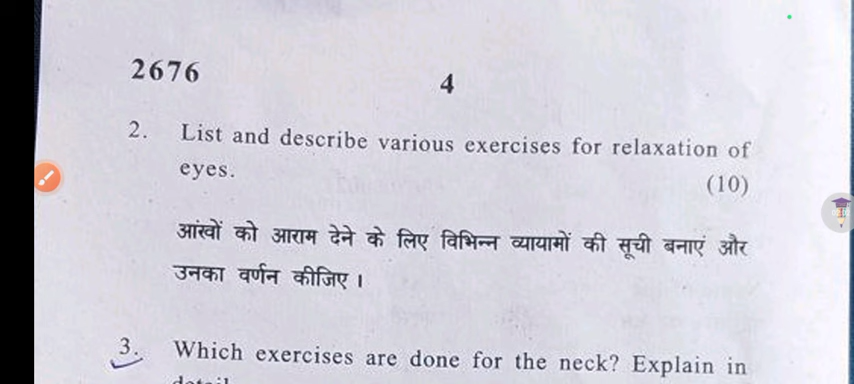 2676
4
2. List and describe various exercises for relaxation of
eyes. (10)
आंखों को आराम देने के लिए विभिन्न व्यायामों की सूची बनाएं और
उनका वर्णन कीजिए ।
3. Which exercises are done for the neck? Explain in